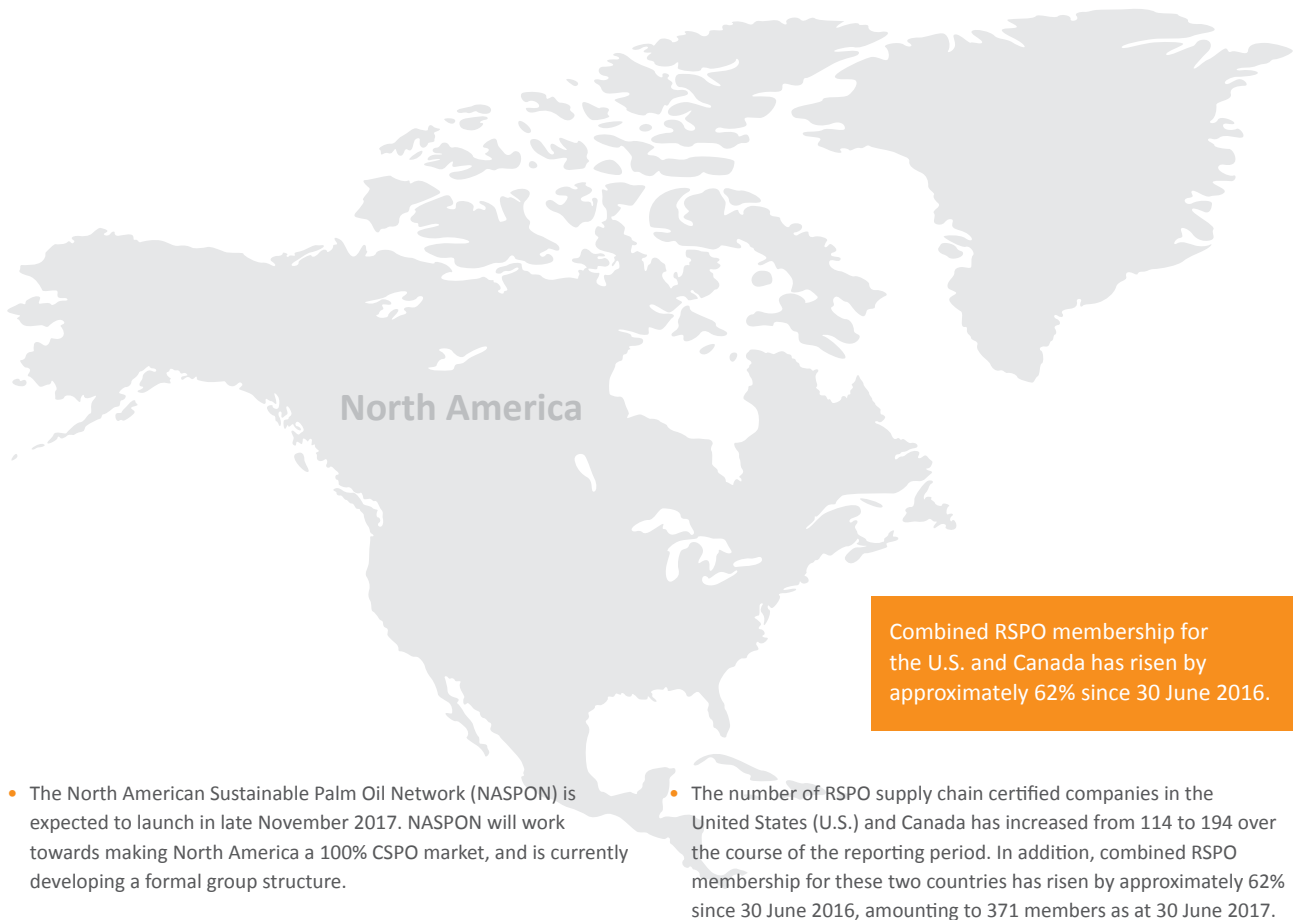 North America
Combined RSPO membership for
the U.S. and Canada has risen by
approximately 62% since 30 June 2016.
• The North American Sustainable Palm Oil Network (NASPON) is
expected to launch in late November 2017. NASPON will work
towards making North America a 100% CSPO market, and is currently
developing a formal group structure.
• The number of RSPO supply chain certified companies in the
United States (U.S.) and Canada has increased from 114 to 194 over
the course of the reporting period. In addition, combined RSPO
membership for these two countries has risen by approximately 62%
since 30 June 2016, amounting to 371 members as at 30 June 2017.